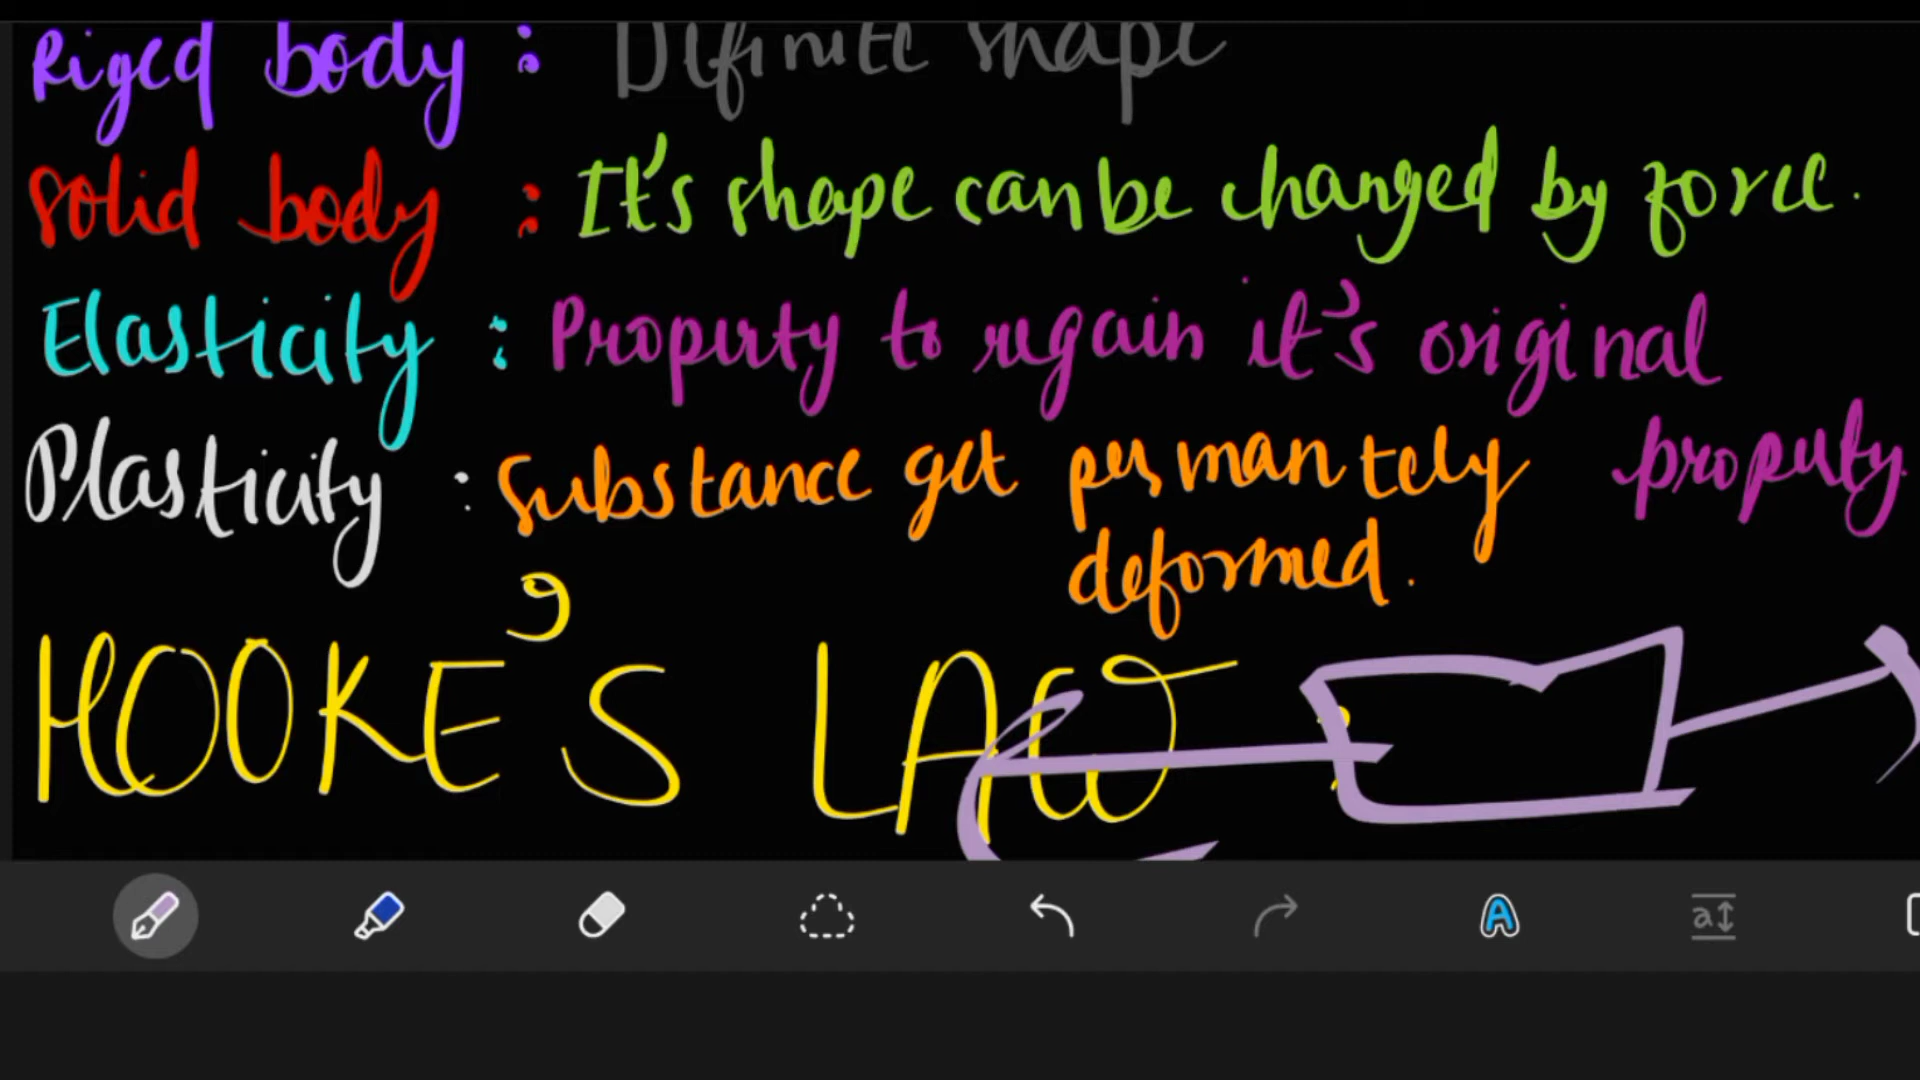 Riged body : Definite shape
Solid body : It's shape can be changed by force.
Elasticity : Property to regain it's original
property.
Plasticity : Substance get permantely
deformed.
HOOKE'S LAW :